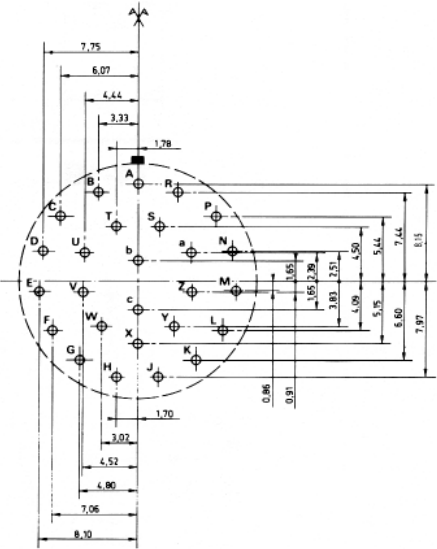 A A
7,75
6,07
4,44
3,33
1,78
A
B
R
C
P
T
S
D
U
b
a
N
E
V
c
Z
M
F
W
X
Y
L
G
K
H
J
1,65
2,39
2,51
4,50
5,44
7,44
8,15
1,65
3,83
4,09
5,15
6,60
7,97
0,86
0,91
1,70
3,02
4,52
4,80
7,06
8,10